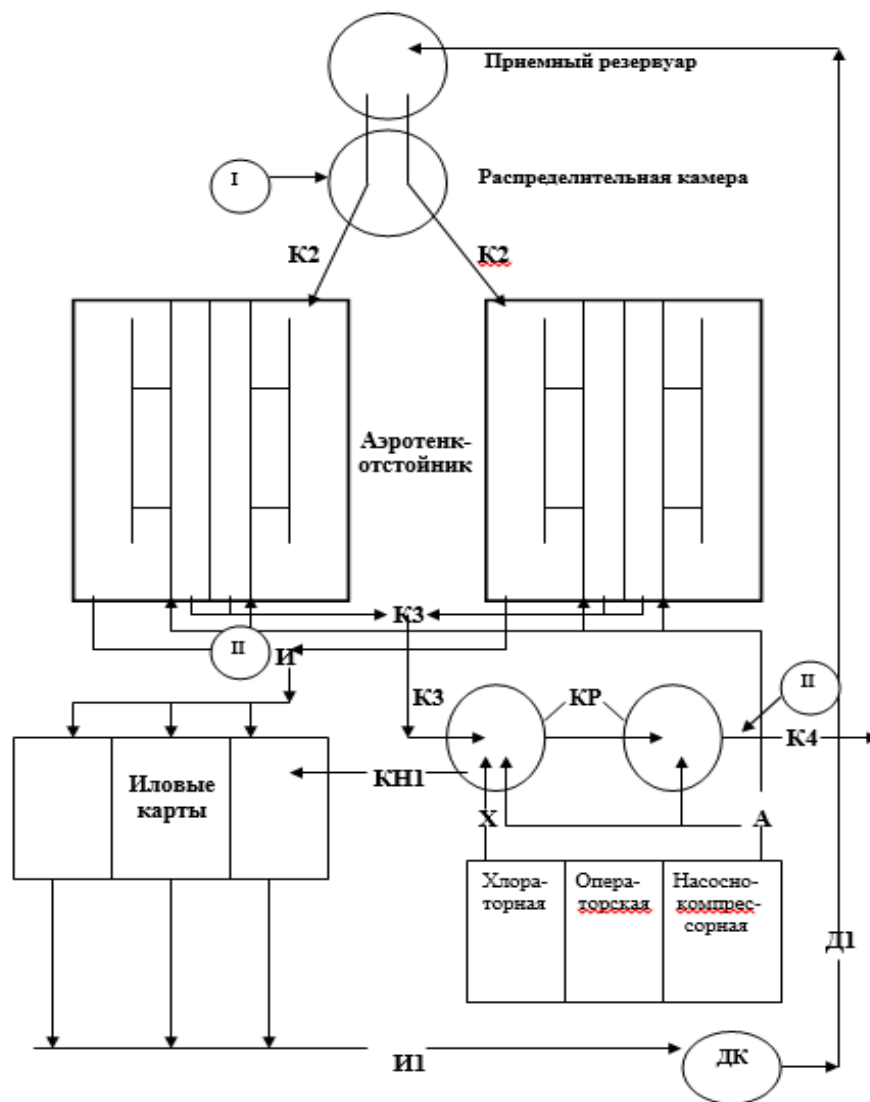 Приемный резервуар
I
Распределительная камера
К2
К2
Аэротенк-
отстойник
К3
II
И
II
К3
КР
К4
КН1
Иловые
карты
Х
А
Хлора-
торная
Опера-
торская
Насосно-
компрес-
сорная
Д1
И1
ДК